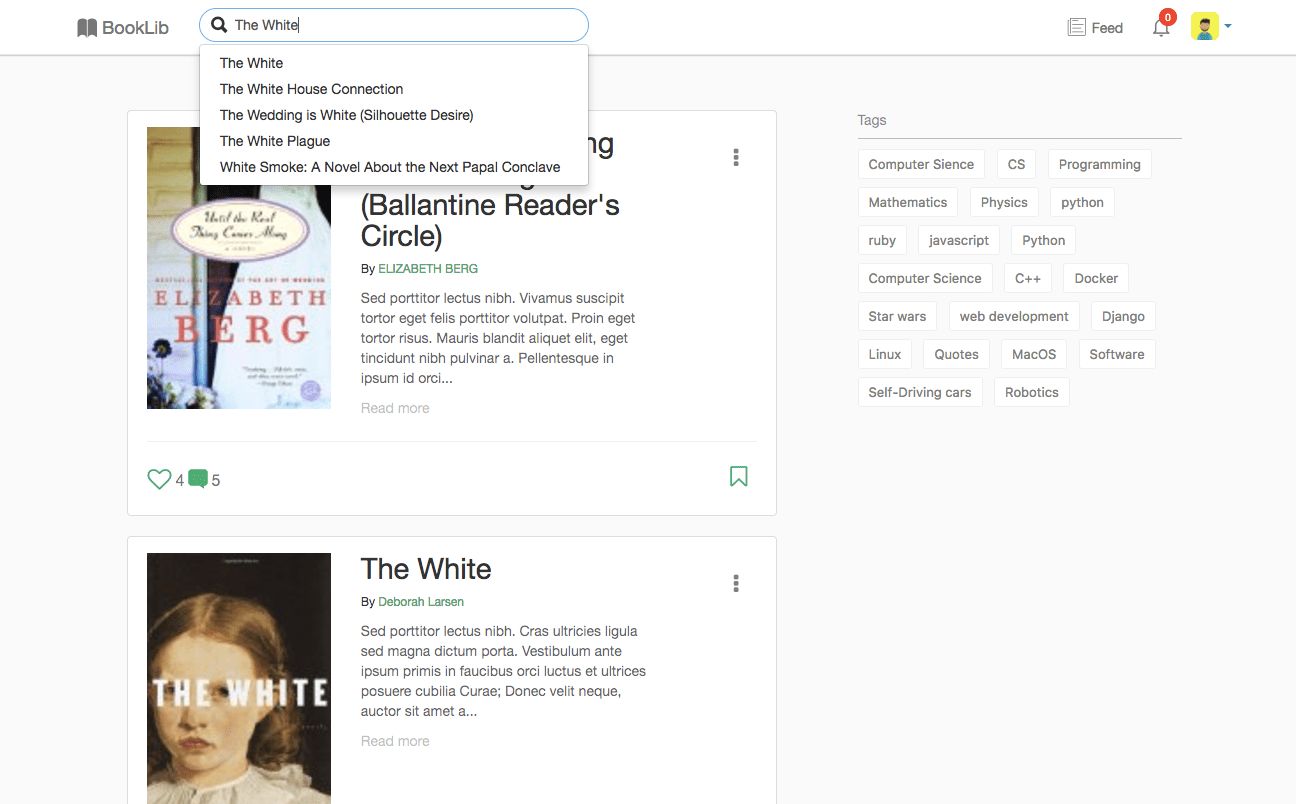 BookLib
The White
Feed
0
The White
The White House Connection
The Wedding is White (Silhouette Desire)
The White Plague
White Smoke: A Novel About the Next Papal Conclave
ng
(Ballantine Reader's
Circle)
By ELIZABETH BERG
Sed porttitor lectus nibh. Vivamus suscipit
tortor eget felis porttitor volutpat. Proin eget
tortor risus. Mauris blandit aliquet elit, eget
tincidunt nibh pulvinar a. Pellentesque in
ipsum id orci...
Read more
Until the Real
Thing Comes Along
A NOVEL
ELIZABETH
BERG
4
5
The White
By Deborah Larsen
Sed porttitor lectus nibh. Cras ultricies ligula
sed magna dictum porta. Vestibulum ante
ipsum primis in faucibus orci luctus et ultrices
posuere cubilia Curae; Donec velit neque,
auctor sit amet a...
Read more
THE WHITE
Tags
Computer Sience
CS
Programming
Mathematics
Physics
python
ruby
javascript
Python
Computer Science
C++
Docker
Star wars
web development
Django
Linux
Quotes
MacOS
Software
Self-Driving cars
Robotics